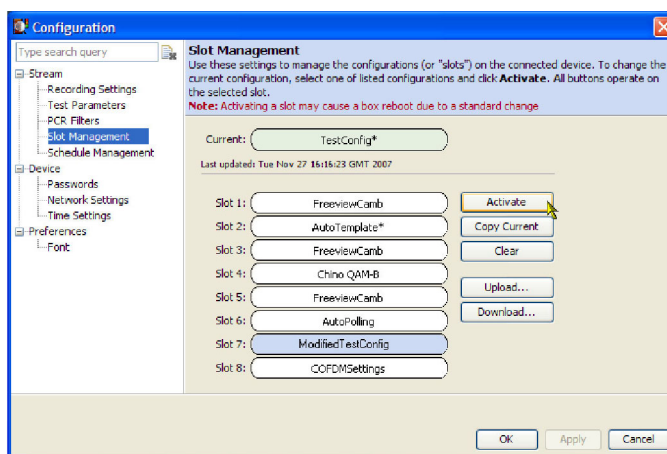 Configuration
Type search query
Stream
Recording Settings
Test Parameters
PCR Filters
Slot Management
Schedule Management
Device
Passwords
Network Settings
Time Settings
Preferences
Font
Slot Management
Use these settings to manage the configurations (or "slots") on the connected device. To change the
current configuration, select one of listed configurations and click Activate. All buttons operate on
the selected slot.
Note: Activating a slot may cause a box reboot due to a standard change
Current: TestConfig*
Last updated: Tue Nov 27 16:16:23 GMT 2007
Slot 1: FreeviewCamb
Slot 2: AutoTemplate*
Slot 3: FreeviewCamb
Slot 4: Chino QAM-B
Slot 5: FreeviewCamb
Slot 6: AutoPolling
Slot 7: ModifiedTestConfig
Slot 8: COFDMSettings
Activate
Copy Current
Clear
Upload...
Download...
OK Apply Cancel